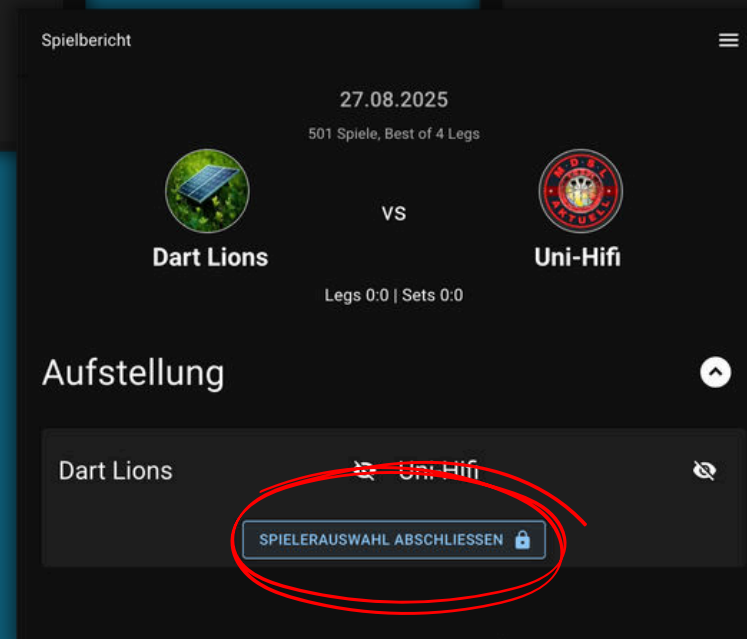 Spielbericht
27.08.2025
501 Spiele, Best of 4 Legs
M.D.S.L
AKTUELL
vs
Dart Lions
Uni-Hifi
Legs 0:0 | Sets 0:0
Aufstellung
Dart Lions
Uni-Hifi
SPIELERAUSWAHL ABSCHLIESSEN